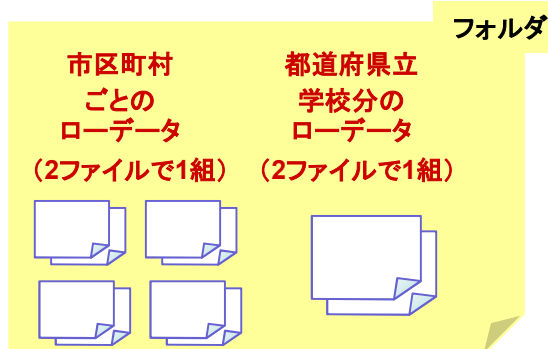 フォルダ
市区町村
ごとの
ローデータ
（2ファイルで1組）
都道府県立
学校分の
ローデータ
（2ファイルで1組）